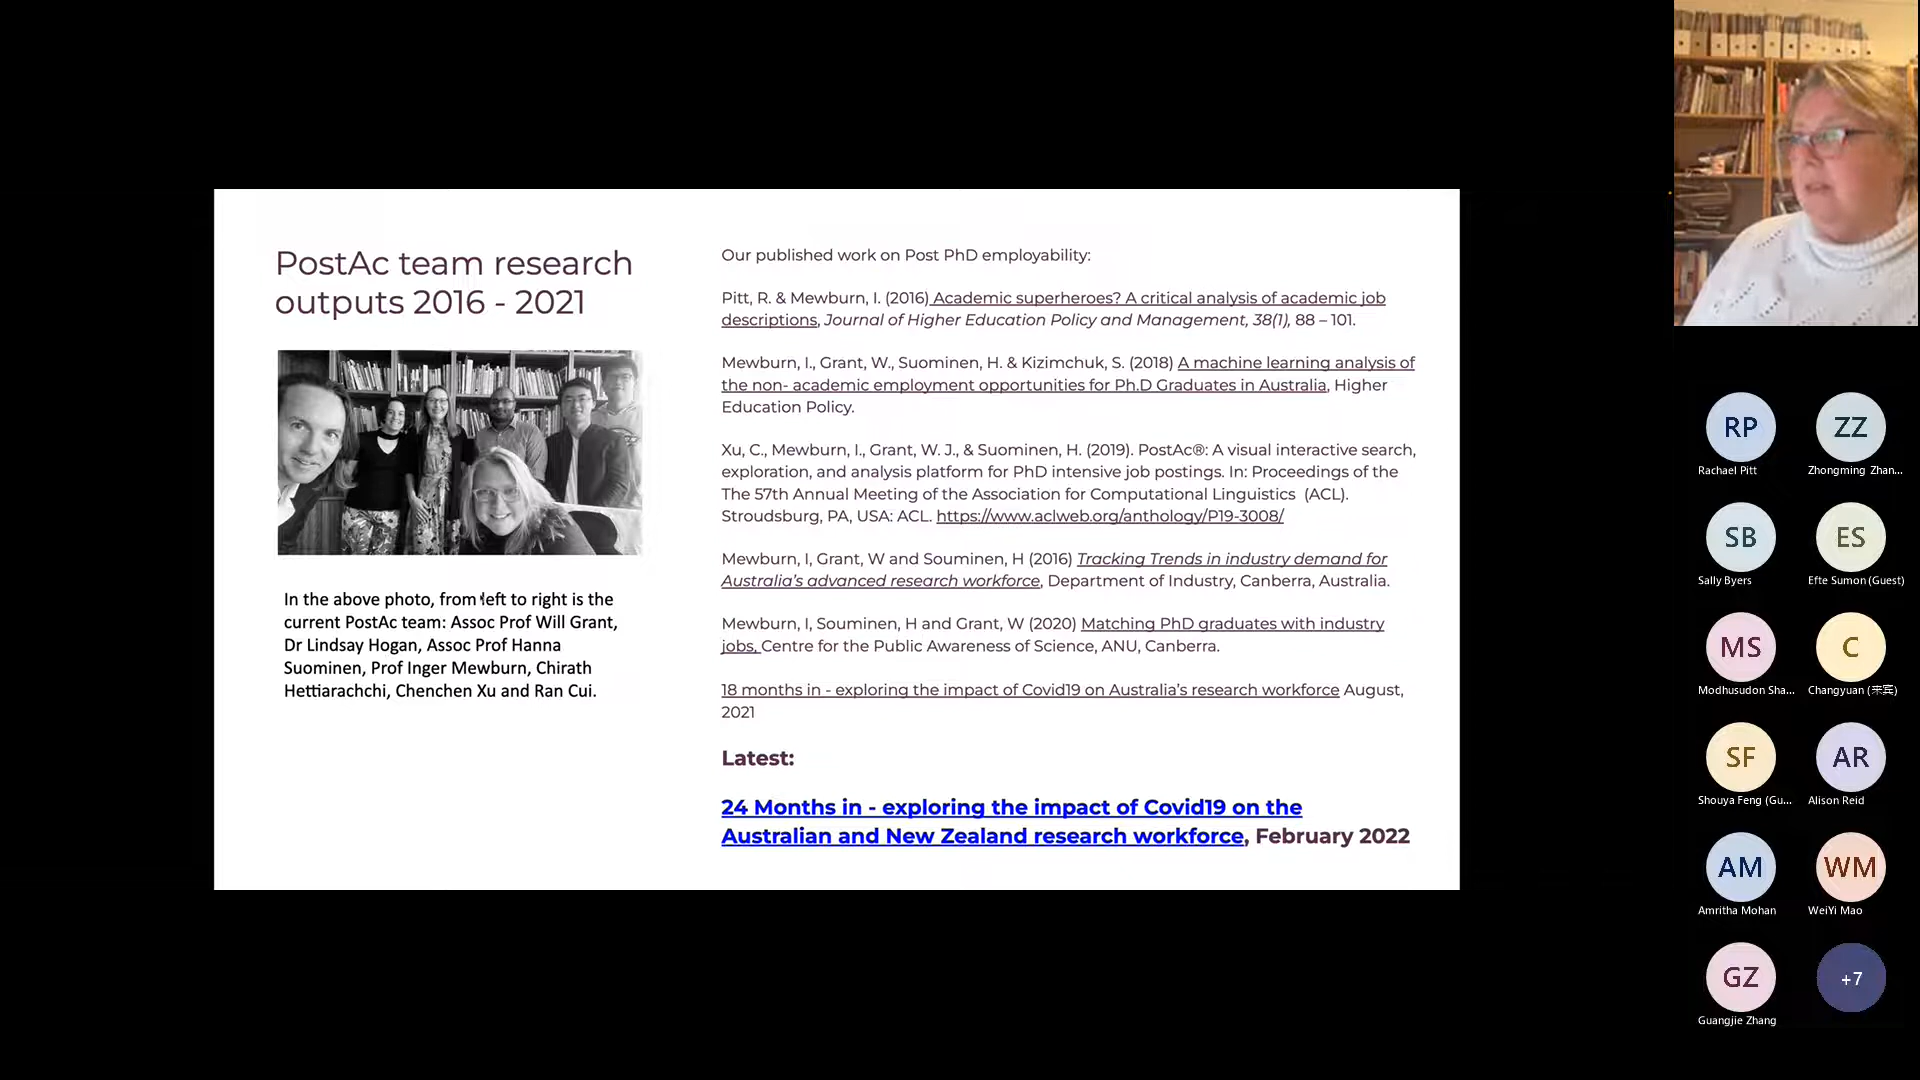 PostAc team research
outputs 2016 - 2021
In the above photo, from left to right is the
current PostAc team: Assoc Prof Will Grant,
Dr Lindsay Hogan, Assoc Prof Hanna
Suominen, Prof Inger Mewburn, Chirath
Hettiarachchi, Chenchen Xu and Ran Cui.
Our published work on Post PhD employability:
Pitt, R. & Mewburn, I. (2016) Academic superheroes? A critical analysis of academic job
descriptions, Journal of Higher Education Policy and Management, 38(1), 88 – 101.
Mewburn, I., Grant, W., Suominen, H. & Kizimchuk, S. (2018) A machine learning analysis of
the non- academic employment opportunities for Ph.D Graduates in Australia, Higher
Education Policy.
Xu, C., Mewburn, I., Grant, W. J., & Suominen, H. (2019). PostAc®: A visual interactive search,
exploration, and analysis platform for PhD intensive job postings. In: Proceedings of the
The 57th Annual Meeting of the Association for Computational Linguistics (ACL).
Stroudsburg, PA, USA: ACL. https://www.aclweb.org/anthology/P19-3008/
Mewburn, I, Grant, W and Souminen, H (2016) Tracking Trends in industry demand for
Australia's advanced research workforce, Department of Industry, Canberra, Australia.
Mewburn, I, Souminen, H and Grant, W (2020) Matching PhD graduates with industry
jobs, Centre for the Public Awareness of Science, ANU, Canberra.
18 months in - exploring the impact of Covid19 on Australia's research workforce August,
2021
Latest:
24 Months in - exploring the impact of Covid19 on the
Australian and New Zealand research workforce, February 2022
RP
Rachael Pitt
ZZ
Zhongming Zhan...
SB
Sally Byers
ES
Efte Sumon (Guest)
MS
Modhusudon Sha...
C
Changyuan (来宾)
SF
Shouya Feng (Gu...
AR
Alison Reid
AM
Amritha Mohan
WM
WeiYi Mao
GZ
Guangjie Zhang
+7